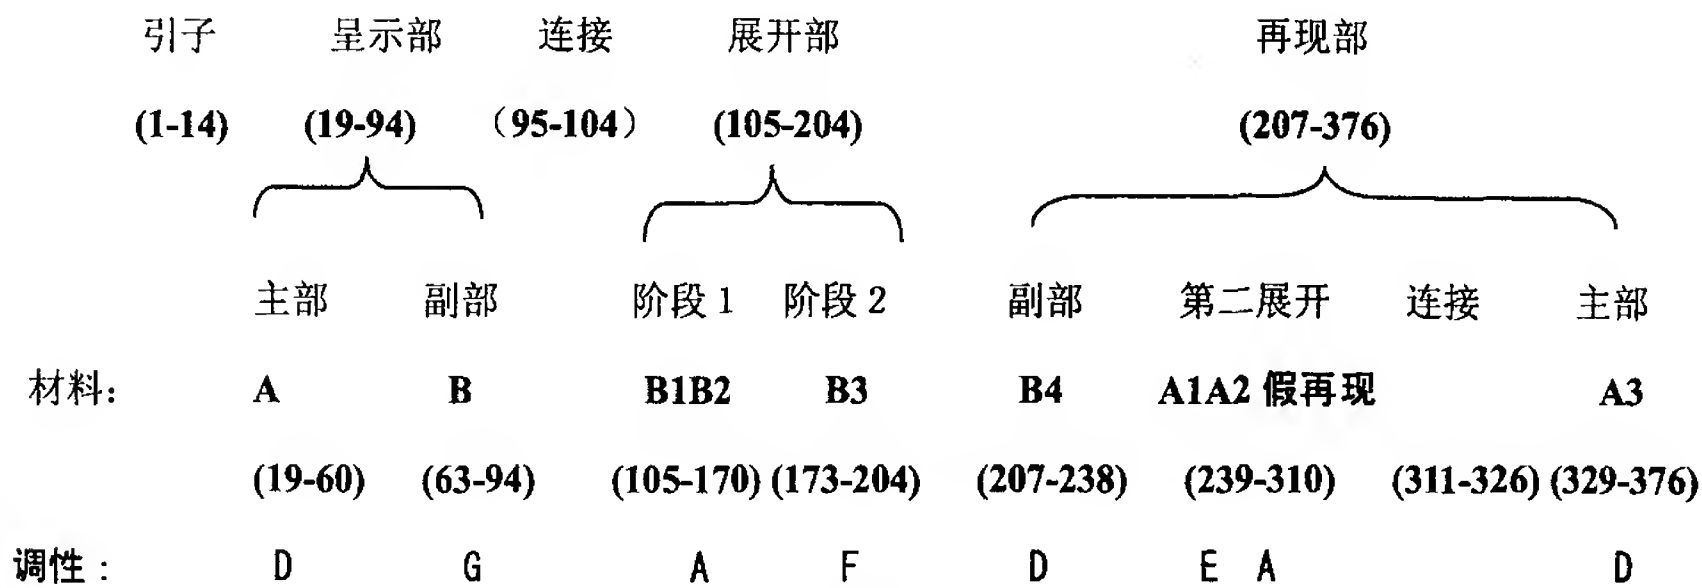 引子 呈示部 连接 展开部 再现部
(1-14) (19-94) （95-104） (105-204) (207-376)
主部 副部 阶段 1 阶段 2 副部 第二展开 连接 主部
材料： A B B1B2 B3 B4 A1A2 假再现 A3
(19-60) (63-94) (105-170) (173-204) (207-238) (239-310) (311-326) (329-376)
调性： D G A F D E A D